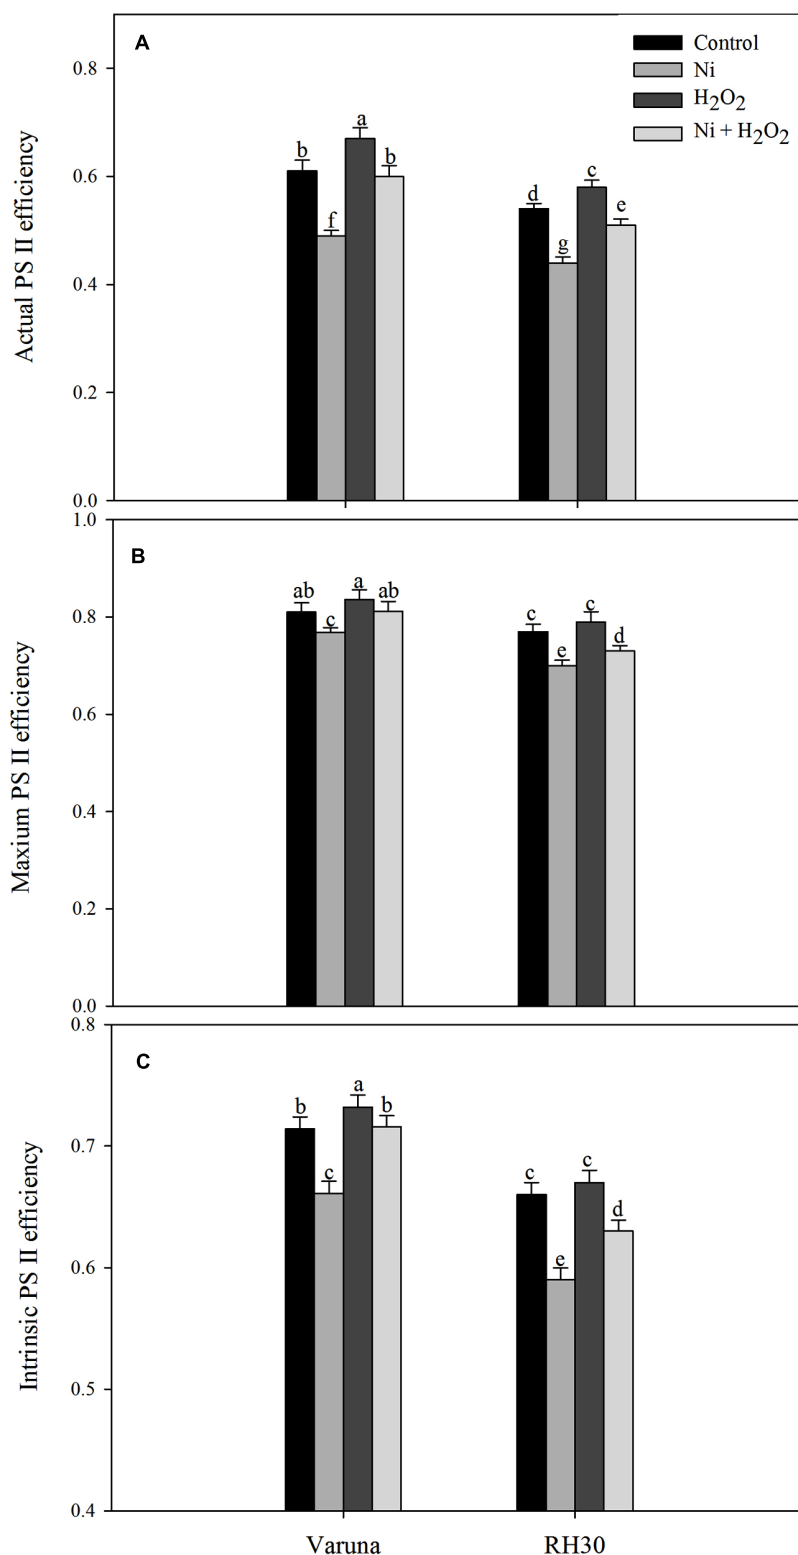 A
Control
Ni
H2O2
Ni + H2O2
Actual PS II efficiency
0.8
0.6
0.4
0.2
0.0
b
f
a
b
d
g
c
e
B
Maxium PS II efficiency
1.0
0.8
0.6
0.4
0.2
0.0
ab
c
a
ab
c
e
c
d
C
Intrinsic PS II efficiency
0.8
0.7
0.6
0.5
0.4
b
c
a
b
c
e
c
d
Varuna
RH30